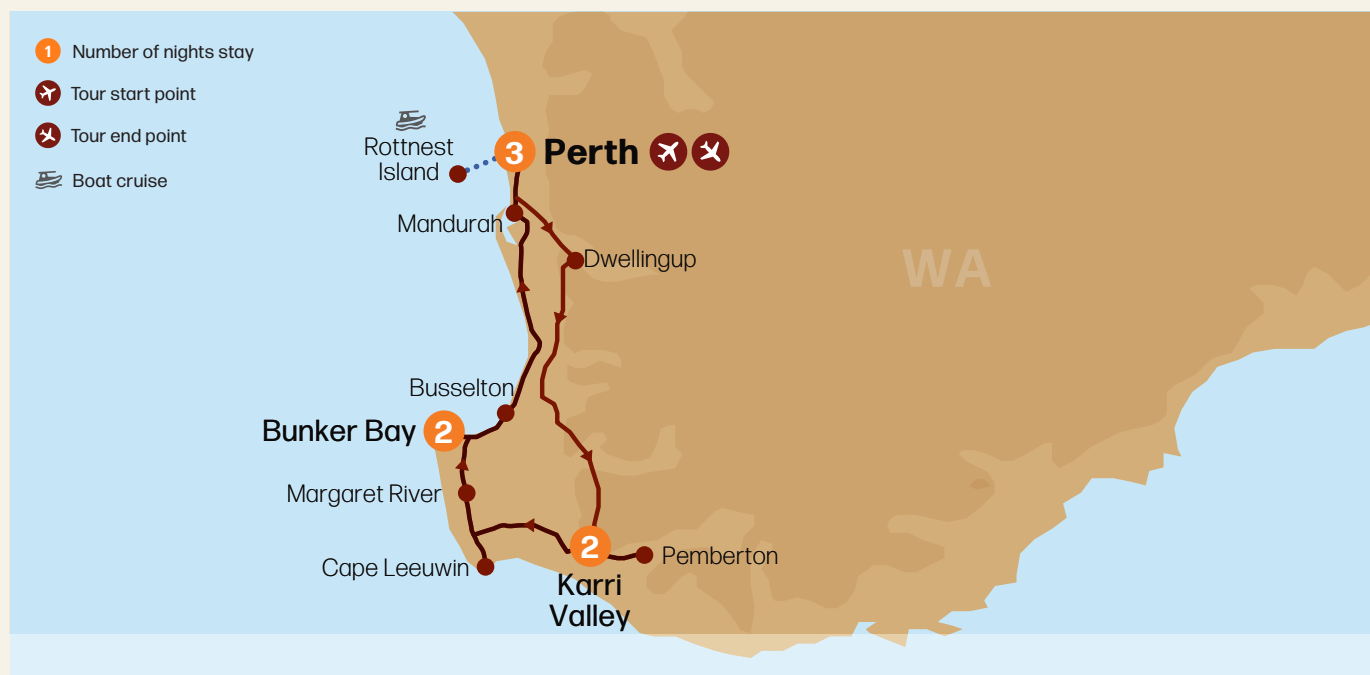 1 Number of nights stay
Tour start point
Tour end point
Boat cruise
Rottnest
Island
3 Perth
Mandurah
Dwellingup
WA
Busselton
Bunker Bay 2
Margaret River
Cape Leeuwin
2
Pemberton
Karri
Valley